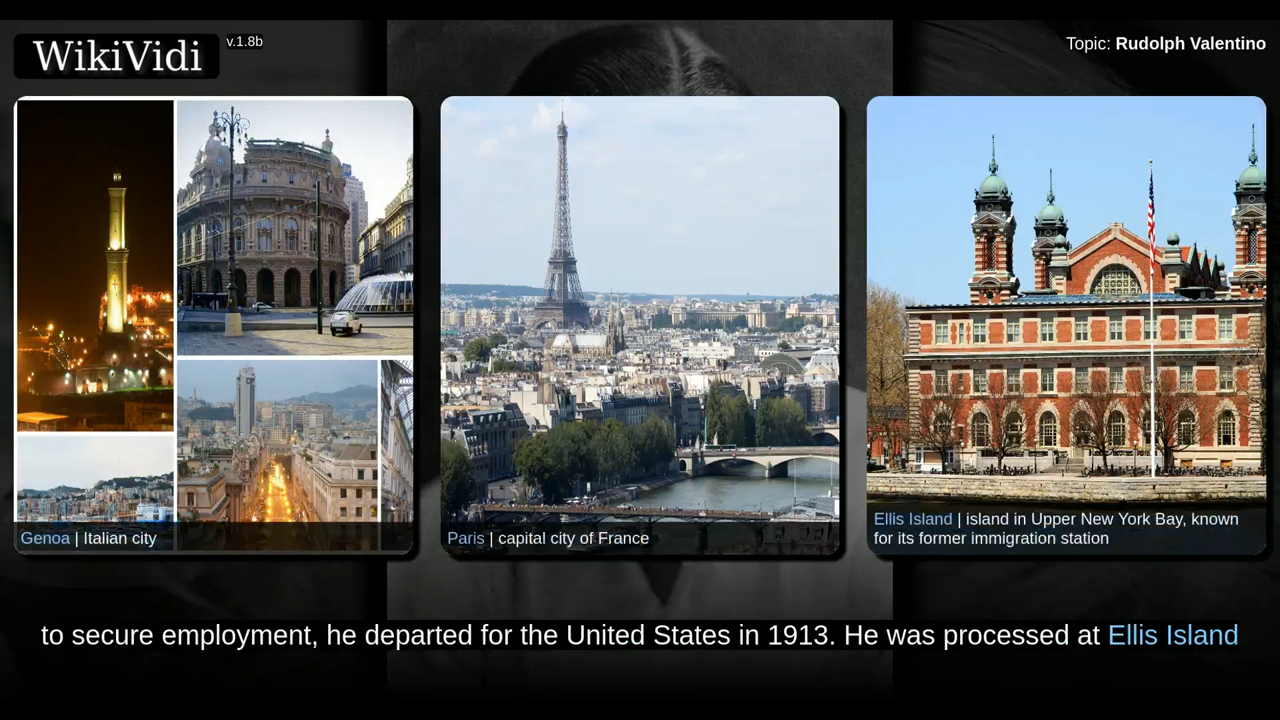 WikiVidi
v.1.8b
Topic: Rudolph Valentino
Genoa | Italian city
Paris | capital city of France
Ellis Island | island in Upper New York Bay, known
for its former immigration station
to secure employment, he departed for the United States in 1913. He was processed at Ellis Island